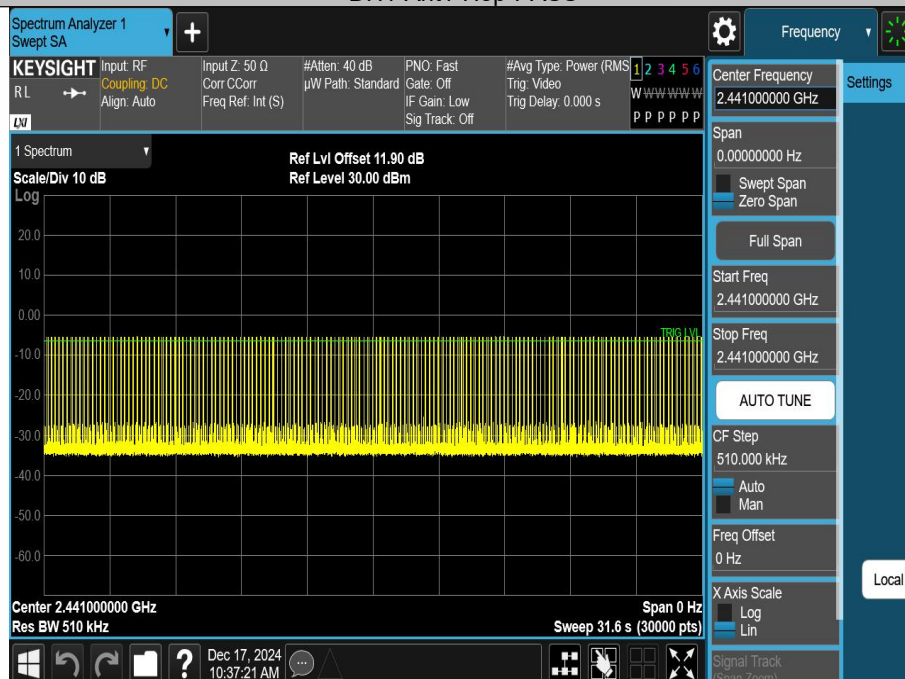 Spectrum Analyzer 1
Swept SA
Frequency
KEYSIGHT
RL
LXI
Input: RF
Coupling: DC
Align: Auto
Input Z: 50 Ω
Corr CCorr
Freq Ref: Int (S)
#Atten: 40 dB
µW Path: Standard
PNO: Fast
Gate: Off
IF Gain: Low
Sig Track: Off
#Avg Type: Power (RMS
Trig: Video
Trig Delay: 0.000 s
1 2 3 4 5 6
W W W W W W
P P P P P P
1 Spectrum
Scale/Div 10 dB
Log
Ref Lvl Offset 11.90 dB
Ref Level 30.00 dBm
20.0
10.0
0.00
-10.0
-20.0
-30.0
-40.0
-50.0
-60.0
TRIG LVL
Center 2.441000000 GHz
Res BW 510 kHz
Span 0 Hz
Sweep 31.6 s (30000 pts)
Dec 17, 2024
10:37:21 AM
Center Frequency
2.441000000 GHz
Span
0.00000000 Hz
Swept Span
Zero Span
Full Span
Start Freq
2.441000000 GHz
Stop Freq
2.441000000 GHz
AUTO TUNE
CF Step
510.000 kHz
Auto
Man
Freq Offset
0 Hz
X Axis Scale
Log
Lin
Signal Track
(Span Zoom)
Settings
Local